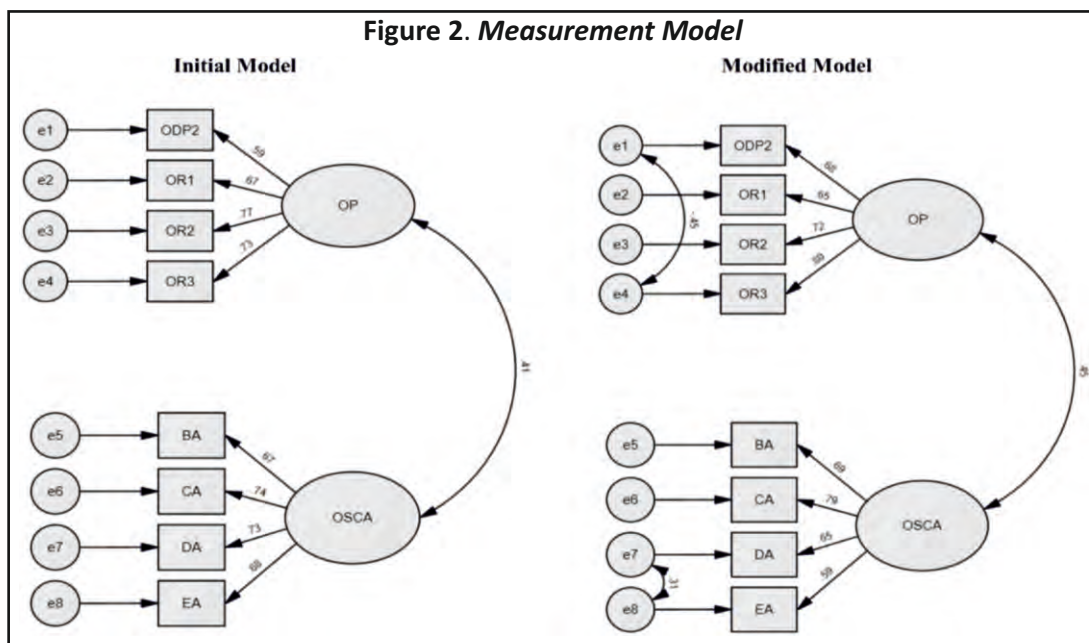 Figure 2. Measurement Model
Initial Model
e1 ODP2 59
e2 OR1 67
e3 OR2 .77
e4 OR3 73
OP
41
e5 BA 67
e6 CA 74
e7 DA 73
e8 EA 68
OSCA
Modified Model
e1 ODP2 68
e2 OR1 65
e3 OR2 72
e4 OR3
-.45
OP
.45
e5 BA 69
e6 CA 79
e7 DA 65
e8 EA 59
.31
OSCA